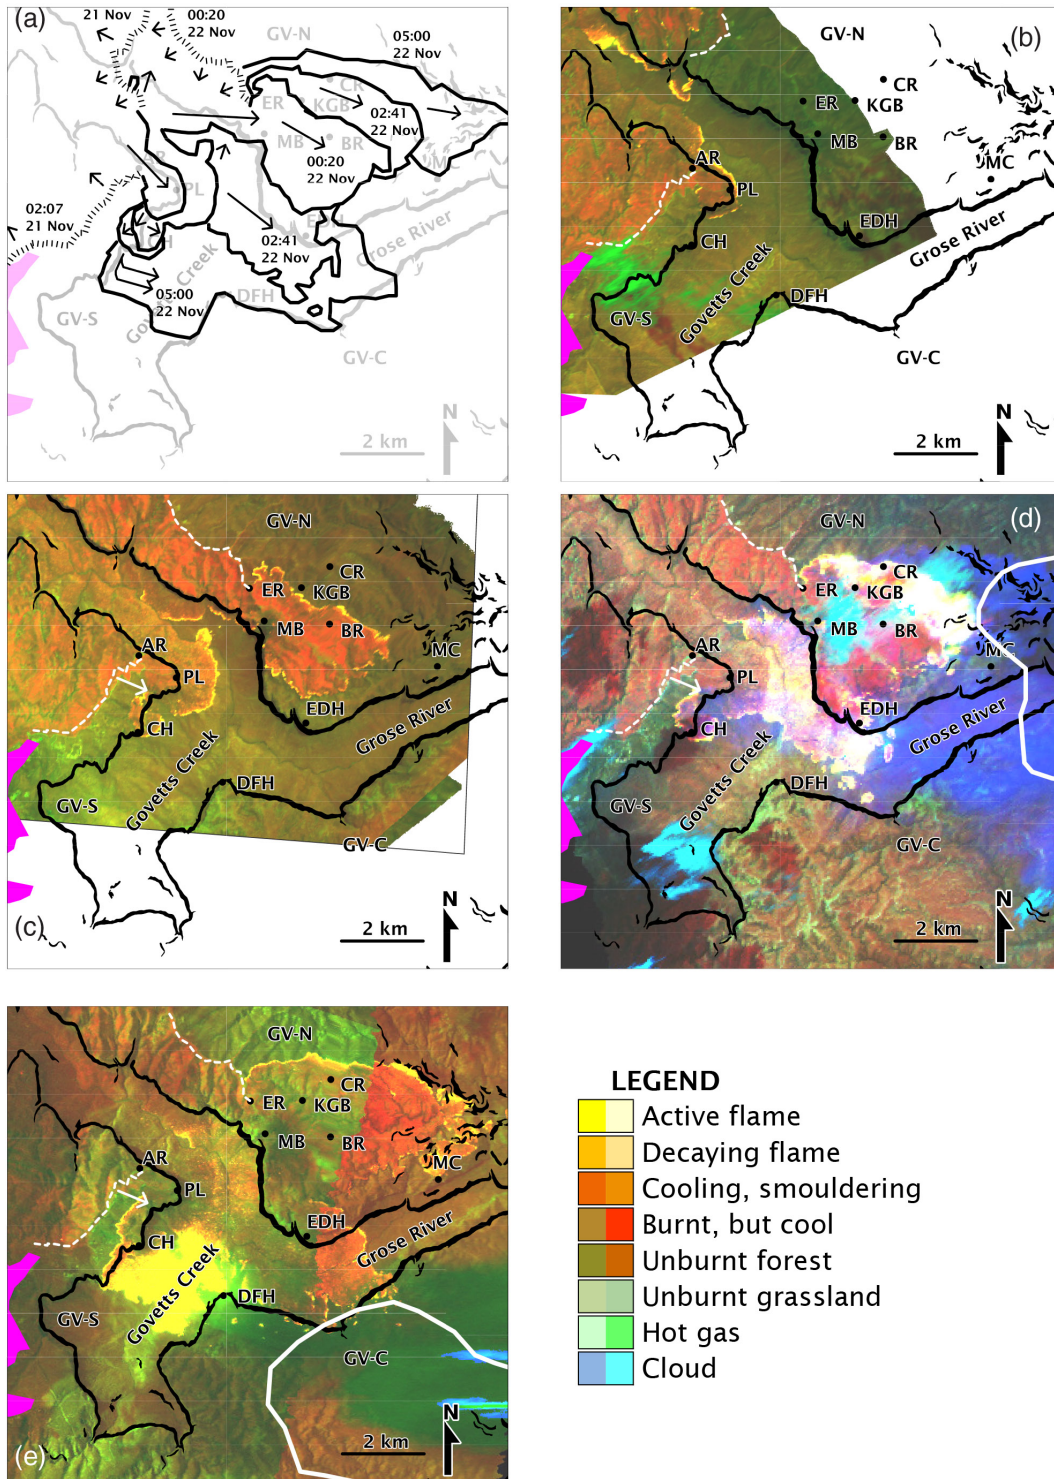 (a)
21 Nov
00:20
22 Nov
GV-N
05:00
22 Nov
ER
CR
KGB
02:41
22 Nov
MB
BR
00:20
22 Nov
AR
PL
M
02:07
21 Nov
CH
EDH
Grose River
02:41
22 Nov
05:00
22 Nov
Govetts Creek
DFH
GV-S
GV-C
N
2 km
(b)
GV-N
CR
ER
KGB
MB
BR
AR
MC
PL
EDH
CH
Grose River
Govetts Creek
DFH
GV-S
GV-C
N
2 km
(c)
GV-N
CR
ER
KGB
MB
BR
AR
MC
PL
EDH
CH
Grose River
DFH
Govetts Creek
GV-S
GV-C
N
2 km
(d)
GV-N
CR
ER
KGB
MB
BR
AR
MC
PL
EDH
CH
Grose River
DFH
Govetts Creek
GV-S
GV-C
N
2 km
(e)
GV-N
CR
ER
KGB
MB
BR
AR
MC
PL
EDH
CH
Grose River
DFH
Govetts Creek
GV-S
GV-C
N
2 km
LEGEND
Active flame
Decaying flame
Cooling, smouldering
Burnt, but cool
Unburnt forest
Unburnt grassland
Hot gas
Cloud